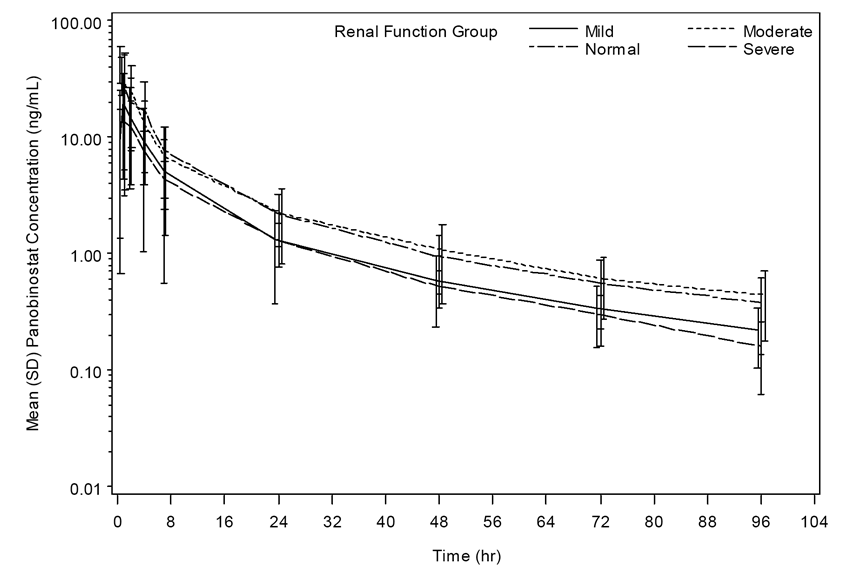 Renal Function Group Mild Moderate
Normal Severe
100.00
10.00
1.00
0.10
0.01
Mean (SD) Panobinostat Concentration (ng/mL)
0 8 16 24 32 40 48 56 64 72 80 88 96 104
Time (hr)